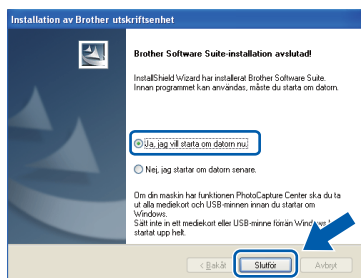 Installation av Brother utskriftsenhet
Brother Software Suite-installation avslutad!
InstallShield Wizard har installerat Brother Software Suite.
Innan programmet kan användas, måste du starta om datorn.
Ja, jag vill starta om datorn nu.
Nej, jag startar om datorn senare.
Om din maskin har funktionen PhotoCapture Center ska du ta
ut alla mediekort och USB-minnen innan du startar om
Windows.
Sätt inte in ett mediekort eller USB-minne förrän
startat upp helt.
< Bakåt
Slutför
Avbryt